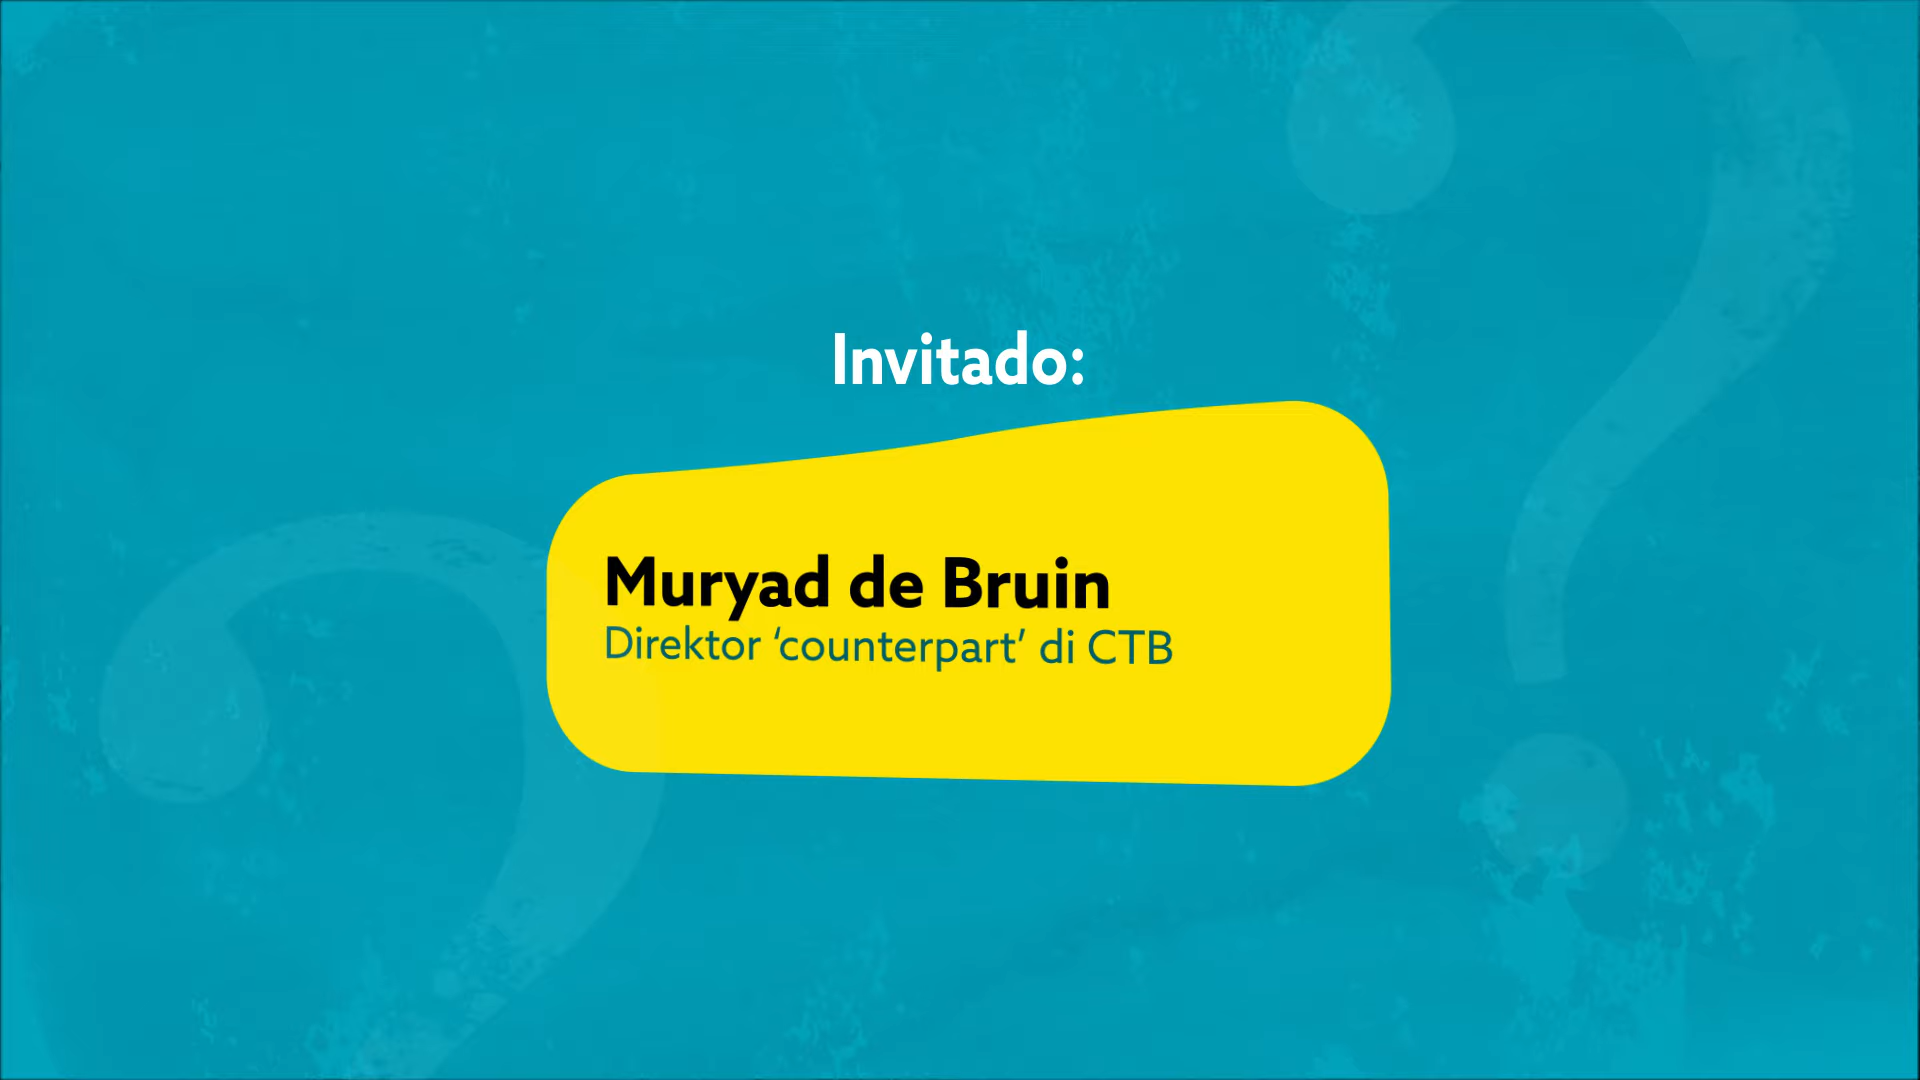 Invitado:
Muryad de Bruin
Direktor ‘counterpart’ di CTB